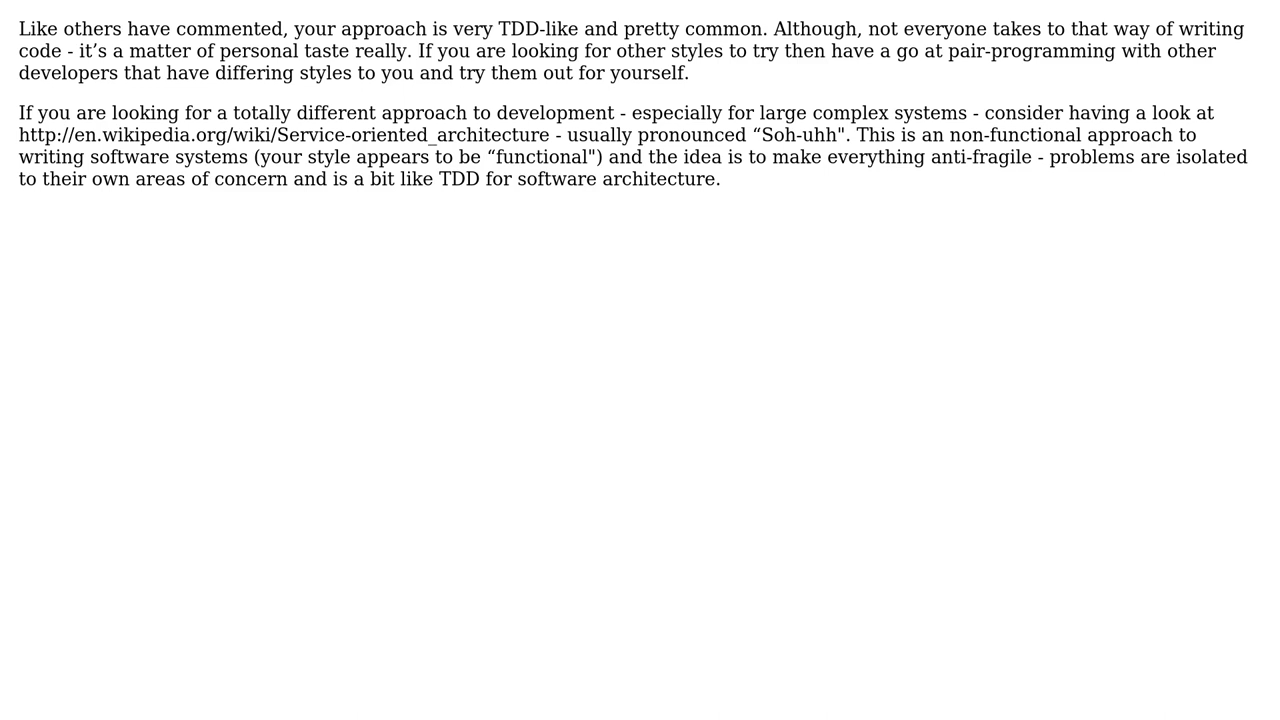 Like others have commented, your approach is very TDD-like and pretty common. Although, not everyone takes to that way of writing
code - it’s a matter of personal taste really. If you are looking for other styles to try then have a go at pair-programming with other
developers that have differing styles to you and try them out for yourself.
If you are looking for a totally different approach to development - especially for large complex systems - consider having a look at
http://en.wikipedia.org/wiki/Service-oriented_architecture - usually pronounced “Soh-uhh". This is an non-functional approach to
writing software systems (your style appears to be “functional") and the idea is to make everything anti-fragile - problems are isolated
to their own areas of concern and is a bit like TDD for software architecture.